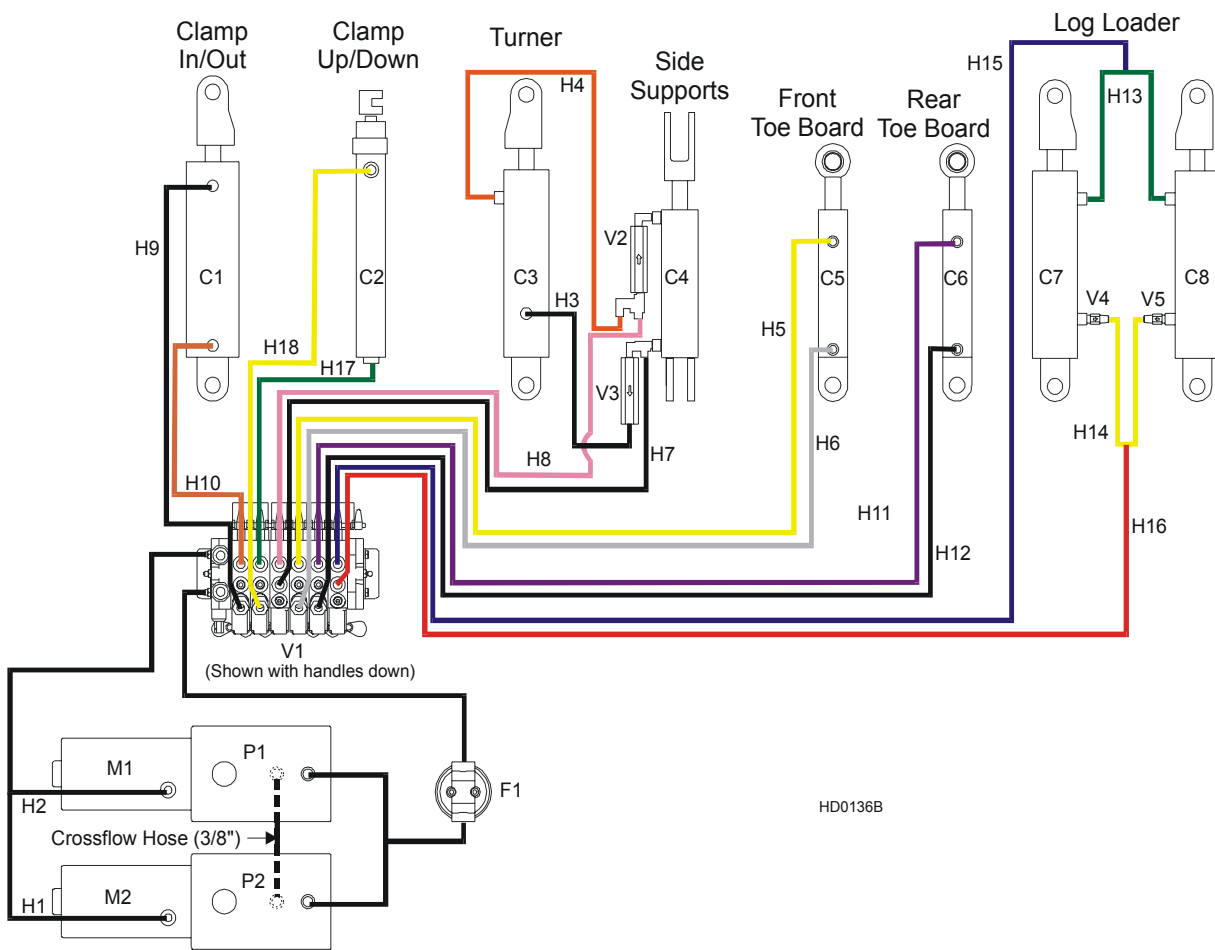 Clamp
In/Out
Clamp
Up/Down
Turner
Side
Supports
Front
Toe Board
Rear
Toe Board
Log Loader
H15
H4
H13
H9
V2
C1
C2
C3
H3
C4
C5
C6
C7
C8
V4
V5
H5
H18
H17
V3
H14
H6
H7
H8
H10
H11
H16
H12
V1
(Shown with handles down)
P1
M1
F1
H2
HD0136B
Crossflow Hose (3/8")
P2
M2
H1